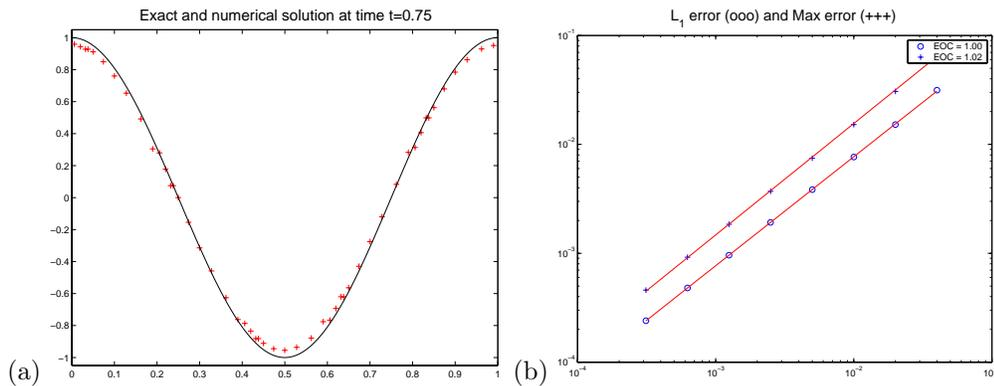 Exact and numerical solution at time t=0.75
1
0.8
0.6
0.4
0.2
0
−0.2
−0.4
−0.6
−0.8
−1
0 0.1 0.2 0.3 0.4 0.5 0.6 0.7 0.8 0.9 1
(a)
L1 error (ooo) and Max error (+++)
EOC = 1.00
EOC = 1.02
10^−1
10^−2
10^−3
10^−4
10^−4 10^−3 10^−2 10
(b)